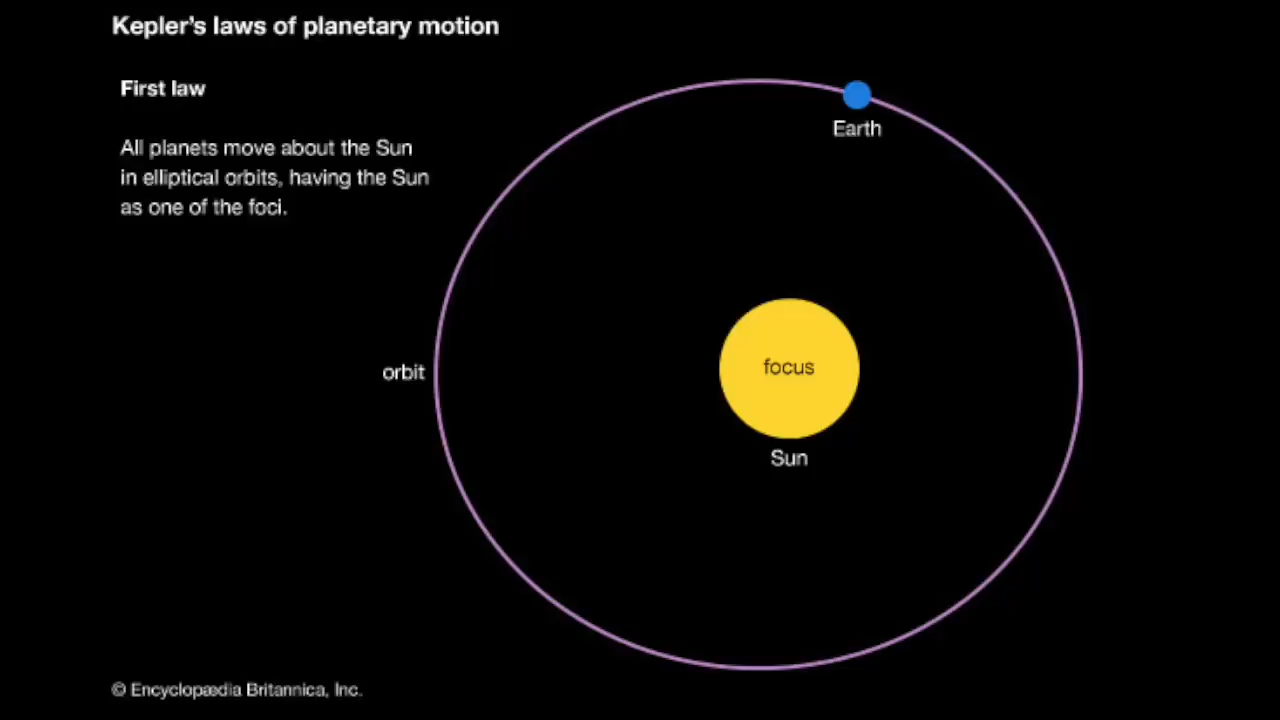 Kepler's laws of planetary motion
First law
All planets move about the Sun
in elliptical orbits, having the Sun
as one of the foci.
Earth
focus
orbit
Sun
© Encyclopædia Britannica, Inc.